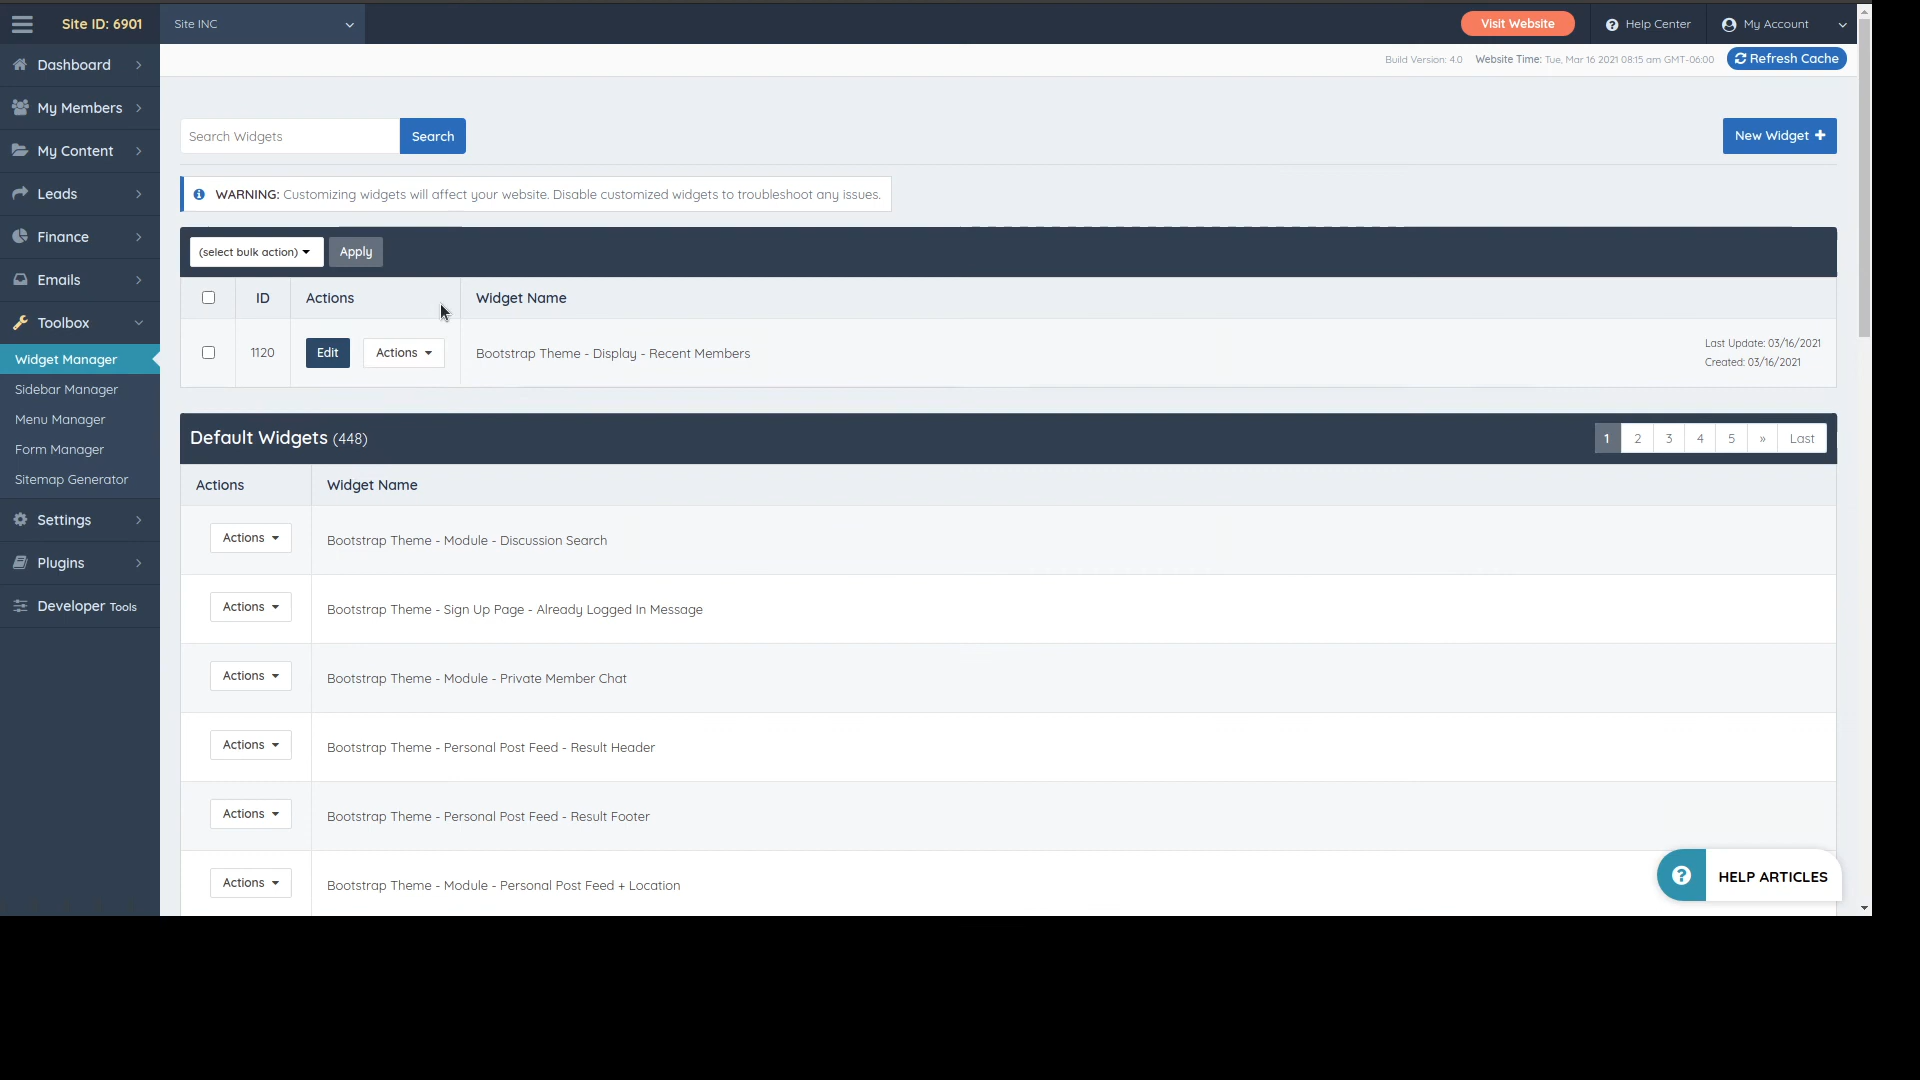 Site ID: 6901
Site INC
Visit Website
Help Center
My Account
Build Version: 4.0 Website Time: Tue, Mar 16 2021 08:15 am GMT-06:00
Refresh Cache
Dashboard
My Members
My Content
Leads
Finance
Emails
Toolbox
Widget Manager
Sidebar Manager
Menu Manager
Form Manager
Sitemap Generator
Settings
Plugins
Developer Tools
Search Widgets
Search
New Widget +
WARNING: Customizing widgets will affect your website. Disable customized widgets to troubleshoot any issues.
(select bulk action)
Apply
ID Actions Widget Name
1120 Edit Actions Bootstrap Theme - Display - Recent Members
Last Update: 03/16/2021
Created: 03/16/2021
Default Widgets (448)
1 2 3 4 5 » Last
Actions Widget Name
Actions Bootstrap Theme - Module - Discussion Search
Actions Bootstrap Theme - Sign Up Page - Already Logged In Message
Actions Bootstrap Theme - Module - Private Member Chat
Actions Bootstrap Theme - Personal Post Feed - Result Header
Actions Bootstrap Theme - Personal Post Feed - Result Footer
Actions Bootstrap Theme - Module - Personal Post Feed + Location
? HELP ARTICLES